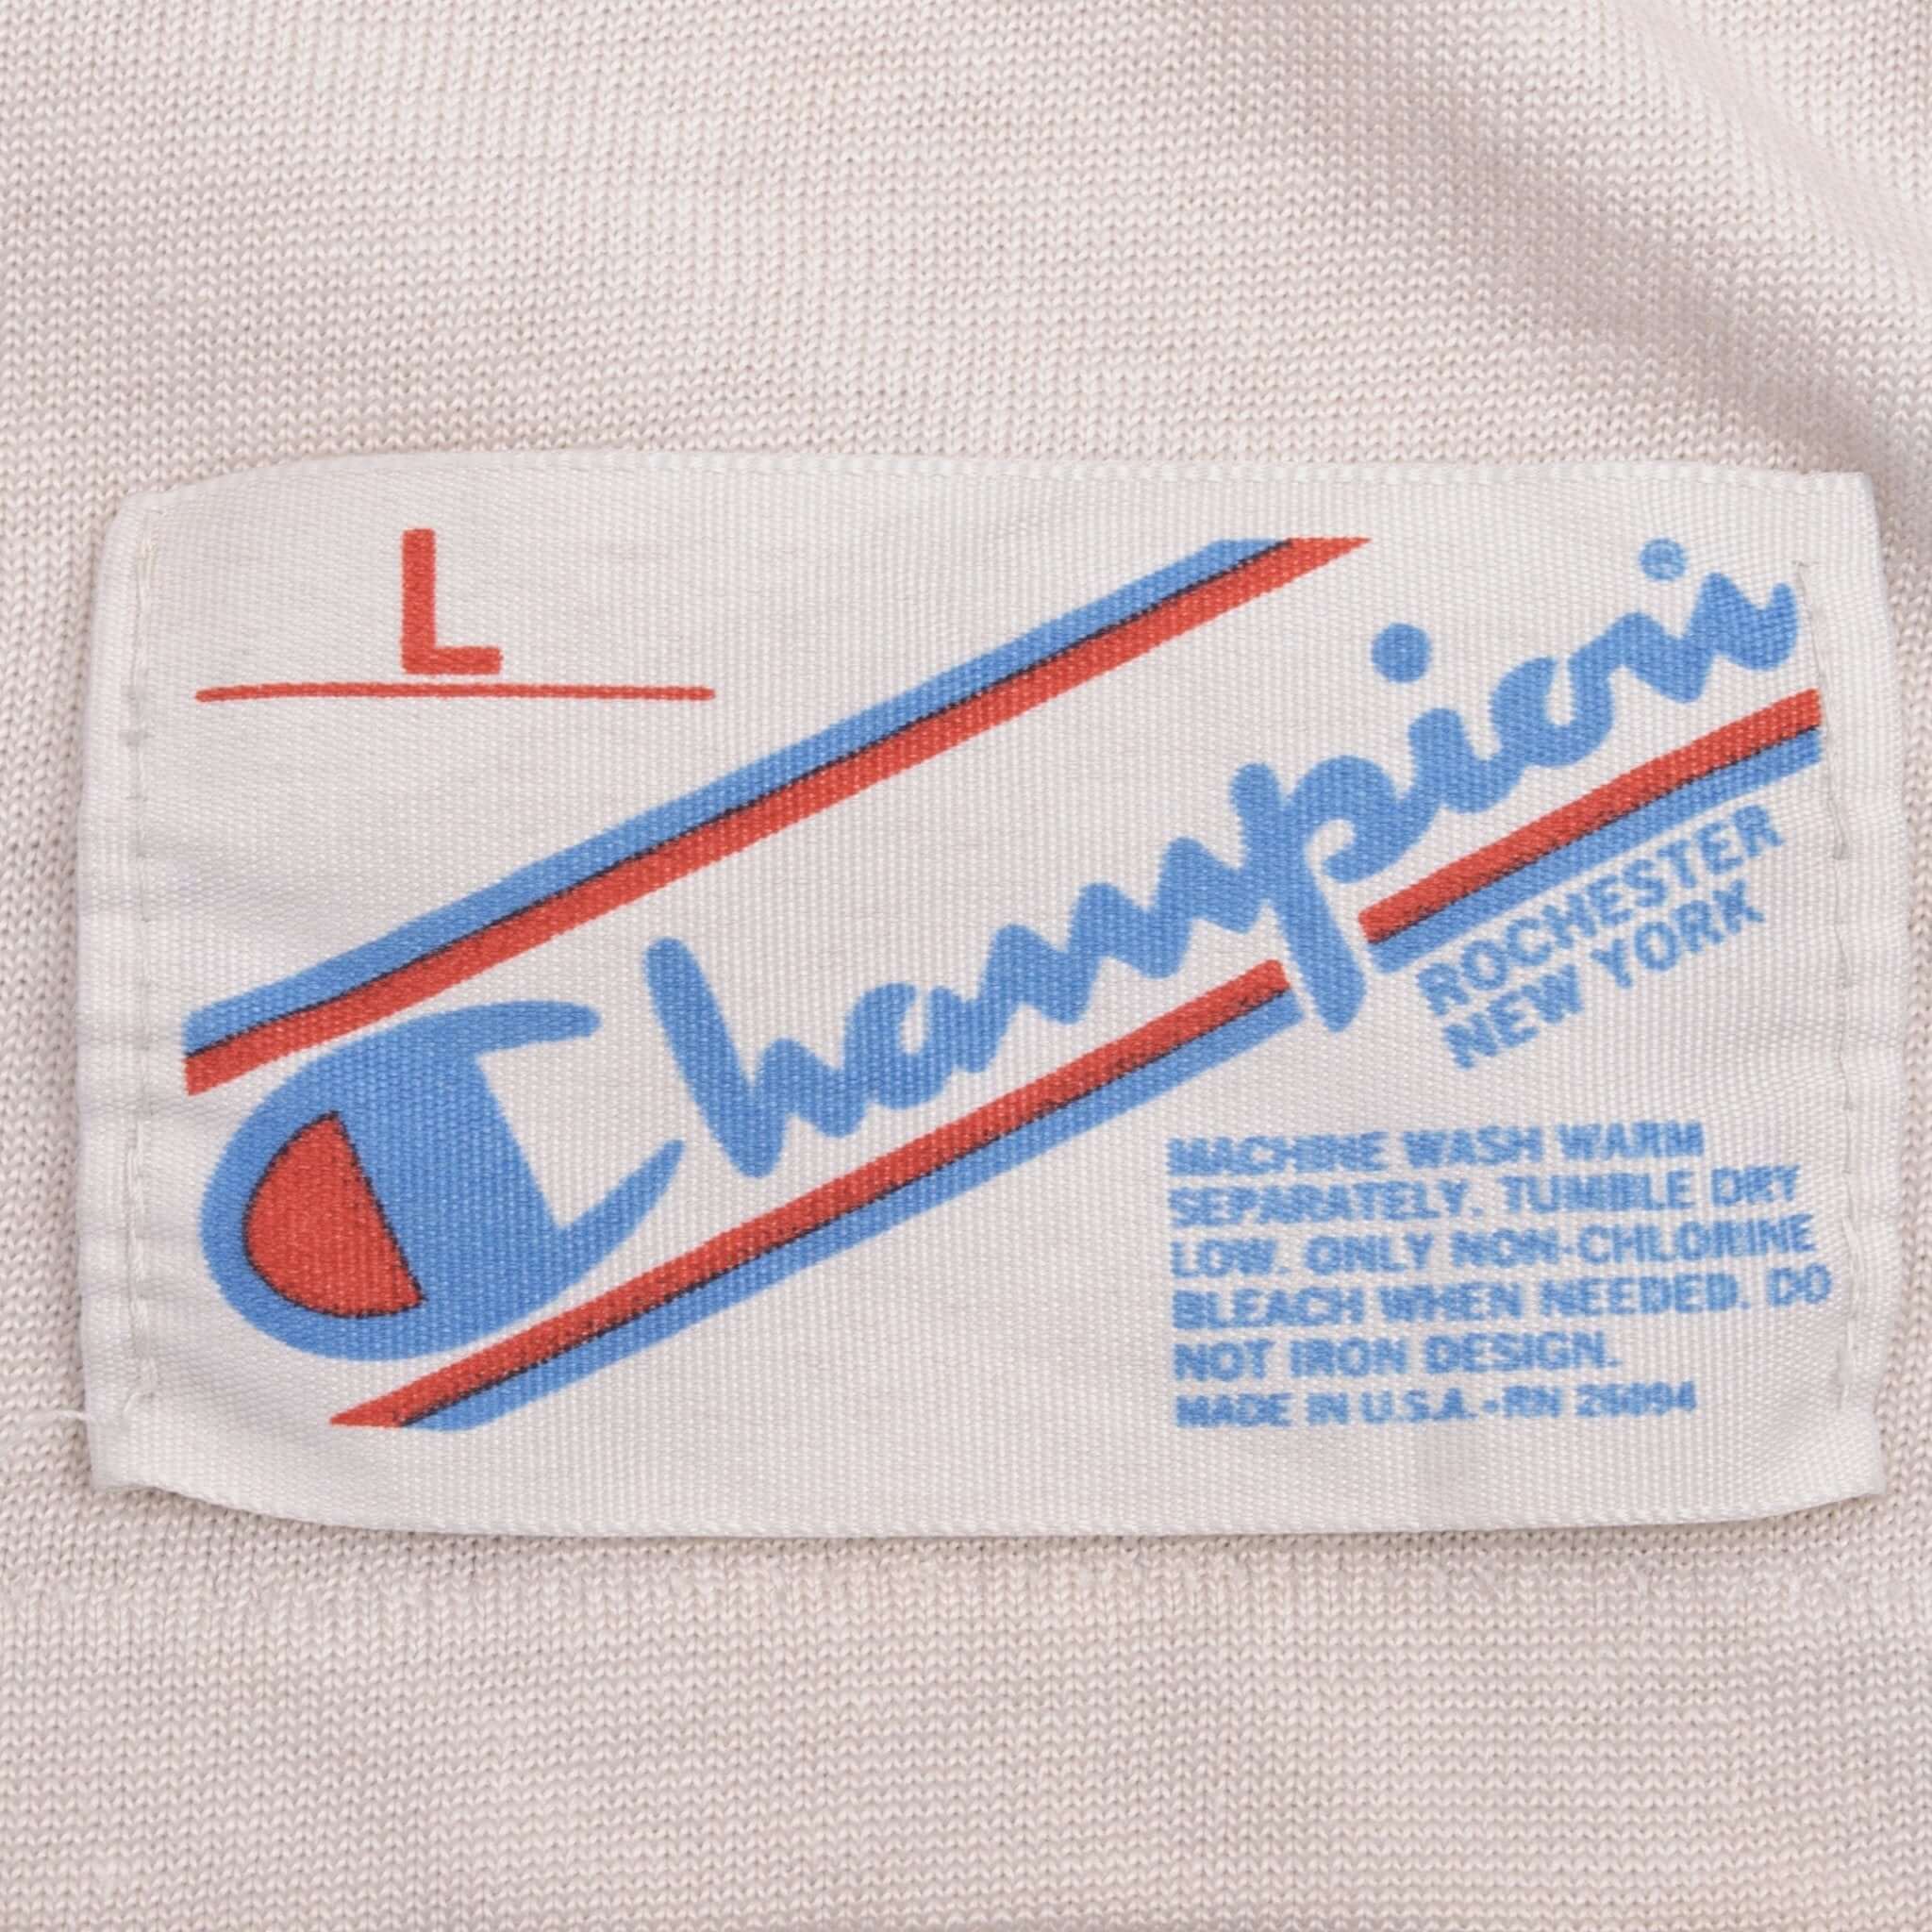 L
Champion
ROCHESTER
NEW YORK
MACHINE WASH WARM
SEPARATELY. TUMBLE DRY
LOW. ONLY NON-CHLORINE
BLEACH WHEN NEEDED. DO
NOT IRON DESIGN.
MADE IN U.S.A.-RN 26094